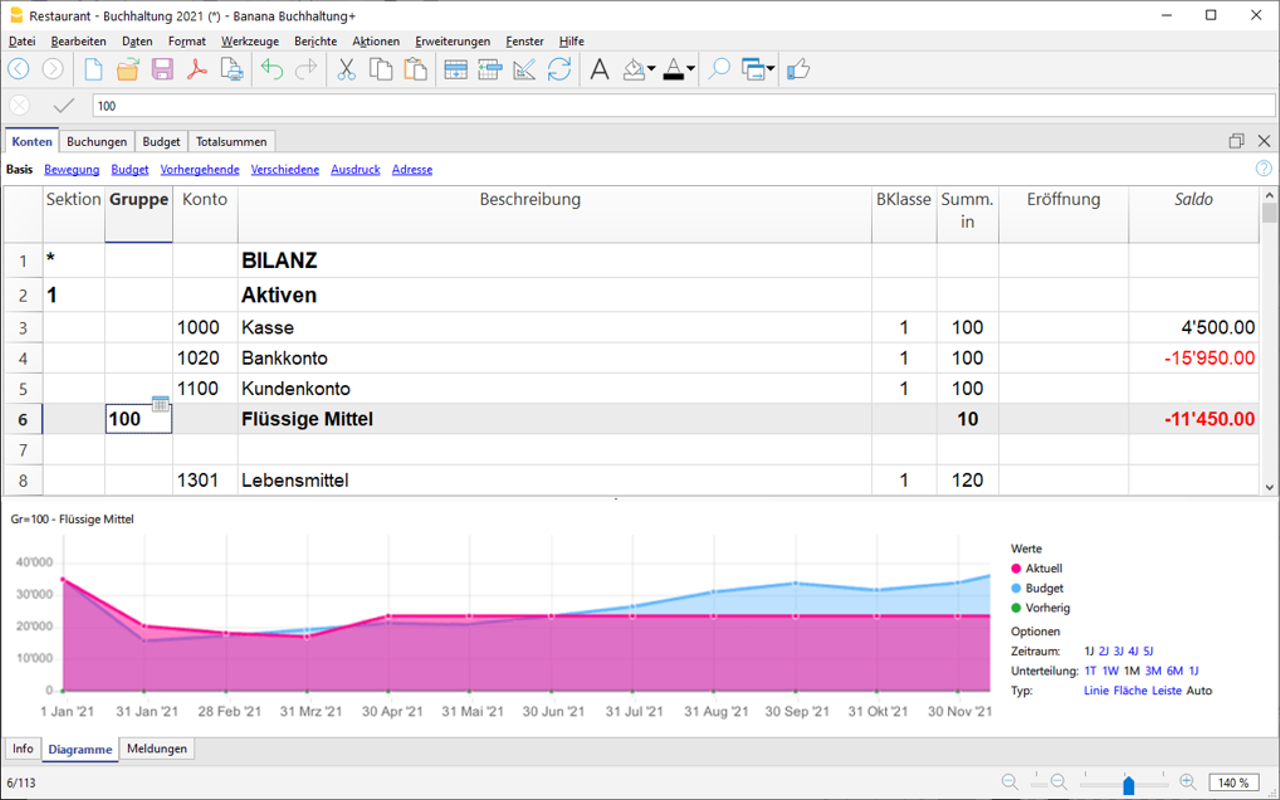 Restaurant - Buchhaltung 2021 (*) - Banana Buchhaltung+
Datei Bearbeiten Daten Format Werkzeuge Berichte Aktionen Erweiterungen Fenster Hilfe
100
Konten Buchungen Budget Totalsummen
Basis Bewegung Budget Vorhergehende Verschiedene Ausdruck Adresse
Sektion Gruppe Konto Beschreibung BKlasse Summ. in Eröffnung Saldo
1 * BILANZ
2 1 Aktiven
3 1000 Kasse 1 100 4'500.00
4 1020 Bankkonto 1 100 -15'950.00
5 1100 Kundenkonto 1 100
6 100 Flüssige Mittel 10 -11'450.00
7
8 1301 Lebensmittel 1 120
Gr=100 - Flüssige Mittel
40'000
30'000
20'000
10'000
0
1 Jan '21 31 Jan '21 28 Feb '21 31 Mrz '21 30 Apr '21 31 Mai '21 30 Jun '21 31 Jul '21 31 Aug '21 30 Sep '21 31 Okt '21 30 Nov '21
Werte
Aktuell
Budget
Vorherig
Optionen
Zeitraum: 1J 2J 3J 4J 5J
Unterteilung: 1T 1W 1M 3M 6M 1J
Typ: Linie Fläche Leiste Auto
Info Diagramme Meldungen
6/113 140 %